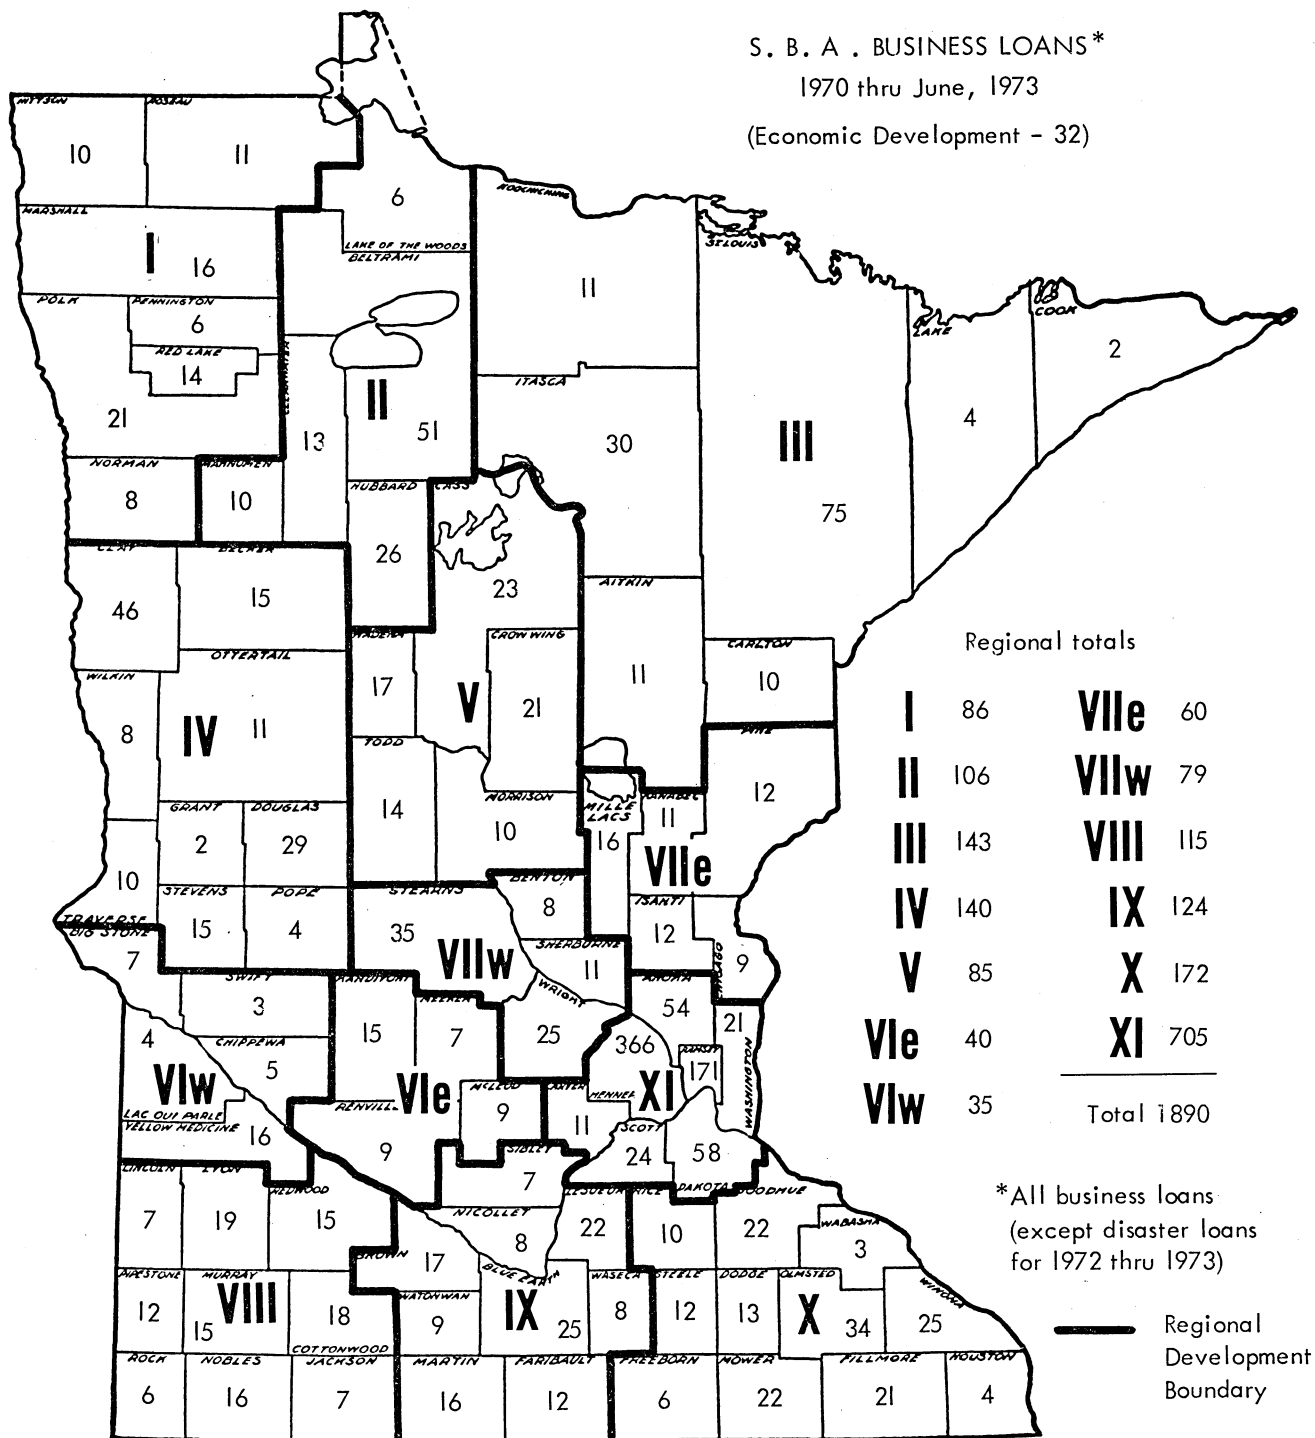 S. B. A . BUSINESS LOANS*
1970 thru June, 1973
(Economic Development - 32)
KITTSON
ROSEAU
10
11
6
KOOCHICHING
MARSHALL
LAKE OF THE WOODS
BELTRAMI
ST.LOUIS
I
16
11
POLK
PENNINGTON
6
LAKE
COOK
2
RED LAKE
14
CLEARWATER
ITASCA
II
21
13
51
30
III
4
NORMAN
MAHNOMEN
HUBBARD
CASS
8
10
75
26
CLAY
BECKER
23
AITKIN
46
15
WADENA
CROW WING
CARLTON
OTTERTAIL
WILKIN
17
11
10
V
21
8
IV
11
TODD
PINE
GRANT
DOUGLAS
14
MORRISON
MILLE
LACS
KANABEC
12
2
29
10
16
11
VIIe
10
STEVENS
POPE
STEARNS
BENTON
ISANTI
TRAVERSE
15
4
35
8
12
BIG STONE
SHERBURNE
CHISAGO
7
VIIw
11
9
SWIFT
KANDIYOHI
MEEKER
WRIGHT
ANOKA
3
54
4
CHIPPEWA
15
7
25
366
21
RAMSEY
5
171
WASHINGTON
VIw
VIe
MCLEOD
CARVER
HENNEP
XI
LAC QUI PARLE
RENVILLE
9
YELLOW MEDICINE
11
SCOTT
16
9
SIBLEY
24
58
LINCOLN
LYON
REDWOOD
7
LESUEUR
RICE
DAKOTA
GOODHUE
7
19
15
NICOLLET
22
10
22
WABASHA
BROWN
17
8
3
BLUE EARTH
PIPESTONE
MURRAY
WASECA
STEELE
DODGE
OLMSTED
WINONA
VIII
WATONWAN
IX
12
15
18
9
25
8
12
13
X
34
25
COTTONWOOD
ROCK
NOBLES
JACKSON
MARTIN
FARIBAULT
FREEBORN
MOWER
FILLMORE
HOUSTON
6
16
7
16
12
6
22
21
4
Regional totals
I 86 VIIe 60
II 106 VIIw 79
III 143 VIII 115
IV 140 IX 124
V 85 X 172
VIe 40 XI 705
VIw 35 Total 1890
*All business loans
(except disaster loans
for 1972 thru 1973)
Regional
Development
Boundary